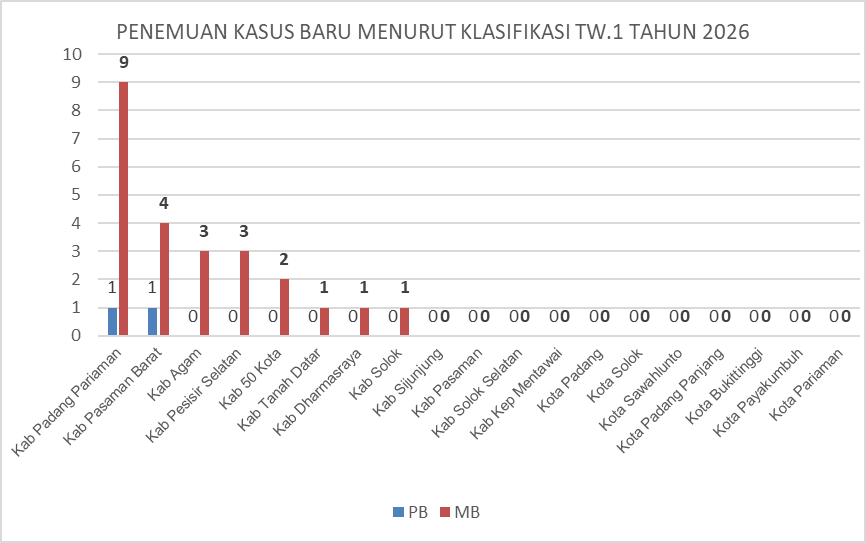 PENEMUAN KASUS BARU MENURUT KLASIFIKASI TW.1 TAHUN 2026
10
9
8
7
6
5
4
3
2
1
0
1 9
1 4
0 3
0 3
0 2
0 1
0 1
0 1
0 0
0 0
0 0
0 0
0 0
0 0
0 0
0 0
0 0
0 0
0 0
Kab Padang Pariaman
Kab Pasaman Barat
Kab Agam
Kab Pesisir Selatan
Kab 50 Kota
Kab Tanah Datar
Kab Dharmasraya
Kab Solok
Kab Sijunjung
Kab Pasaman
Kab Solok Selatan
Kab Kep Mentawai
Kota Padang
Kota Solok
Kota Sawahlunto
Kota Padang Panjang
Kota Bukittinggi
Kota Payakumbuh
Kota Pariaman
PB MB